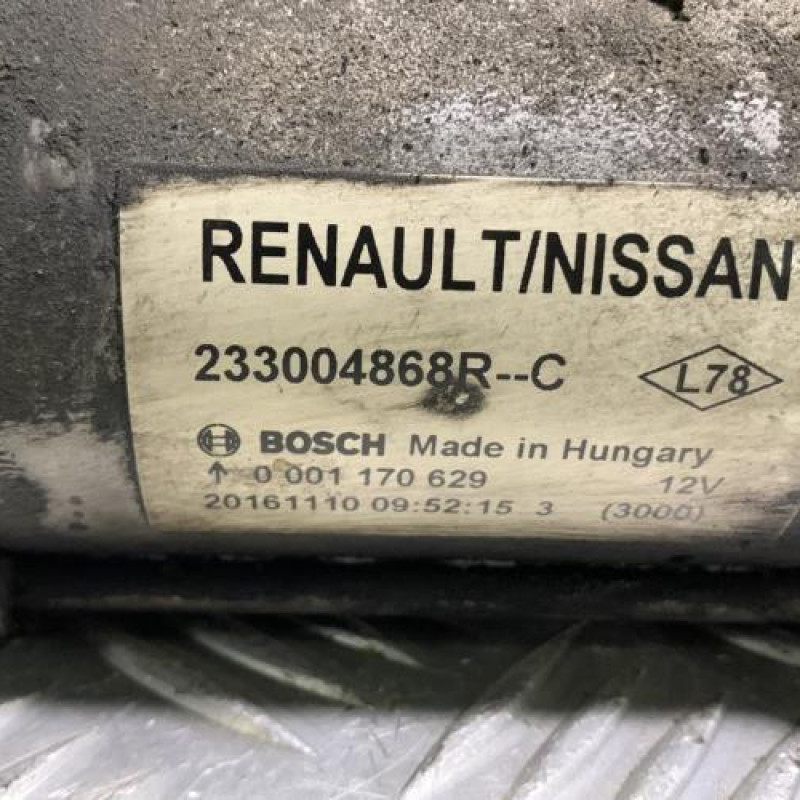 RENAULT/NISSAN
233004868R--C L78
BOSCH Made in Hungary
0 001 170 629 12V
20161110 09:52:15 3 (3000)